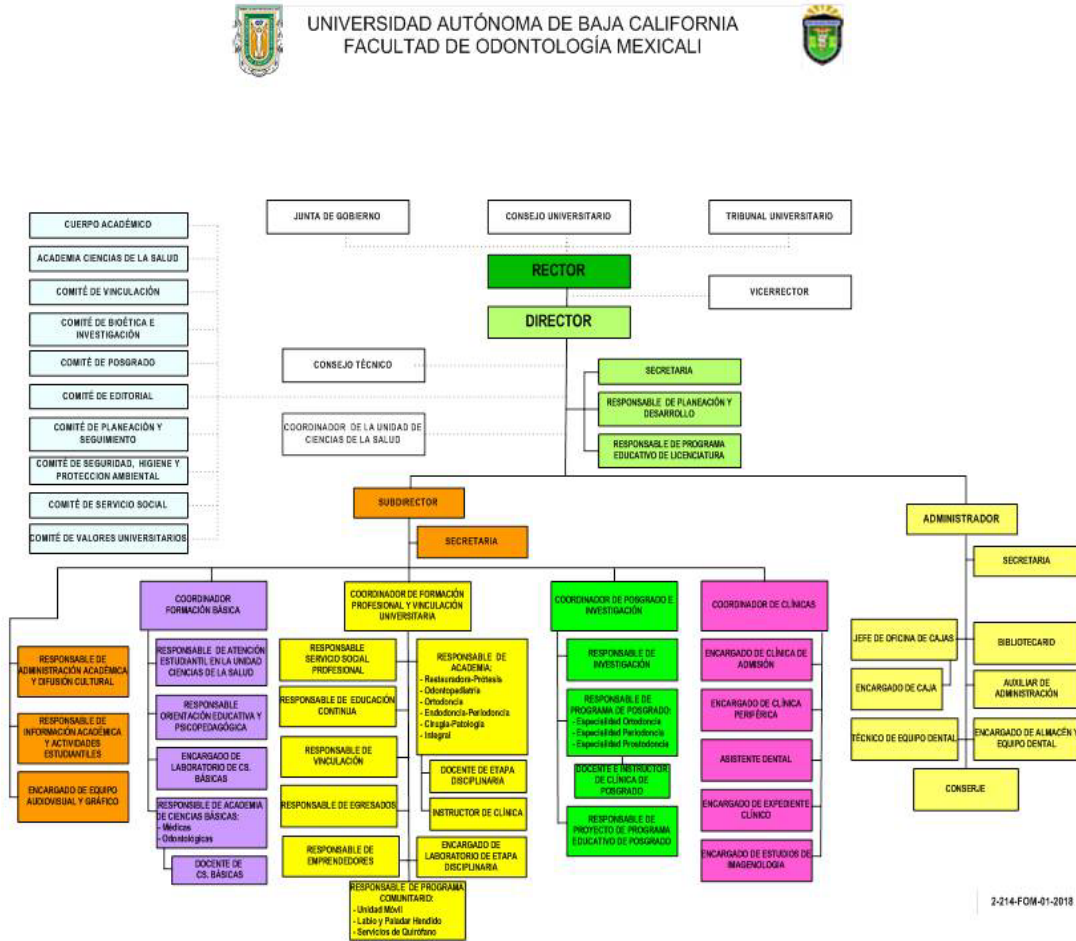 UNIVERSIDAD AUTÓNOMA DE BAJA CALIFORNIA
FACULTAD DE ODONTOLOGÍA MEXICALI
JUNTA DE GOBIERNO
CONSEJO UNIVERSITARIO
TRIBUNAL UNIVERSITARIO
RECTOR
VICERRECTOR
DIRECTOR
CONSEJO TÉCNICO
COORDINADOR DE LA UNIDAD DE
CIENCIAS DE LA SALUD
SECRETARIA
RESPONSABLE DE PLANEACIÓN Y
DESARROLLO
RESPONSABLE DE PROGRAMA
EDUCATIVO DE LICENCIATURA
CUERPO ACADÉMICO
ACADEMIA CIENCIAS DE LA SALUD
COMITÉ DE VINCULACIÓN
COMITÉ DE BIOÉTICA E
INVESTIGACIÓN
COMITÉ DE POSGRADO
COMITÉ DE EDITORIAL
COMITÉ DE PLANEACIÓN Y
SEGUIMIENTO
COMITÉ DE SEGURIDAD, HIGIENE Y
PROTECCION AMBIENTAL
COMITÉ DE SERVICIO SOCIAL
COMITÉ DE VALORES UNIVERSITARIOS
SUBDIRECTOR
SECRETARIA
ADMINISTRADOR
SECRETARIA
RESPONSABLE DE
ADMINISTRACIÓN ACADÉMICA
Y DIFUSIÓN CULTURAL
RESPONSABLE DE
INFORMACIÓN ACADÉMICA
Y ACTIVIDADES
ESTUDIANTILES
ENCARGADO DE EQUIPO
AUDIOVISUAL Y GRÁFICO
COORDINADOR
FORMACIÓN BÁSICA
RESPONSABLE DE ATENCIÓN
ESTUDIANTIL EN LA UNIDAD
CIENCIAS DE LA SALUD
RESPONSABLE
ORIENTACIÓN EDUCATIVA Y
PSICOPEDAGÓGICA
ENCARGADO DE
LABORATORIO DE CS.
BÁSICAS
RESPONSIBLE DE ACADEMIA
DE CIENCIAS BÁSICAS:
- Médicas
- Odontológicas
DOCENTE DE
CS. BÁSICAS
COORDINADOR DE FORMACIÓN
PROFESIONAL Y VINCULACIÓN
UNIVERSITARIA
RESPONSABLE
SERVICIO SOCIAL
PROFESIONAL
RESPONSABLE DE EDUCACIÓN
CONTINUA
RESPONSABLE DE
VINCULACIÓN
RESPONSABLE DE EGRESADOS
RESPONSABLE DE
EMPRENDEDORES
RESPONSABLE DE
ACADEMIA:
- Restauradora-Prótesis
- Odontopediatría
- Ortodoncia
- Endodoncia-Periodoncia
- Cirugía-Patología
- Integral
DOCENTE DE ETAPA
DISCIPLINARIA
INSTRUCTOR DE CLÍNICA
ENCARGADO DE
LABORATORIO DE ETAPA
DISCIPLINARIA
RESPONSABLE DE PROGRAMA
COMUNITARIO:
- Unidad Móvil
- Labio y Paladar Hendido
- Servicios de Quirófano
COORDINADOR DE POSGRADO E
INVESTIGACIÓN
RESPONSABLE DE
INVESTIGACIÓN
RESPONSABLE DE
PROGRAMA DE POSGRADO:
- Especialidad Ortodoncia
- Especialidad Periodoncia
- Especialidad Prostodoncia
DOCENTE E INSTRUCTOR
DE CLÍNICA DE
POSGRADO
RESPONSABLE DE
PROYECTO DE PROGRAMA
EDUCATIVO DE POSGRADO
COORDINADOR DE CLÍNICAS
ENCARGADO DE CLÍNICA DE
ADMISIÓN
ENCARGADO DE CLÍNICA
PERIFÉRICA
ASISTENTE DENTAL
ENCARGADO DE EXPEDIENTE
CLÍNICO
ENCARGADO DE ESTUDIOS DE
IMAGENOLOGIA
JEFE DE OFICINA DE CAJAS
BIBLIOTECARIO
ENCARGADO DE CAJA
AUXILIAR DE
ADMINISTRACIÓN
TÉCNICO DE EQUIPO DENTAL
ENCARGADO DE ALMACÉN Y
EQUIPO DENTAL
CONSERJE
2-214-FOM-01-2018